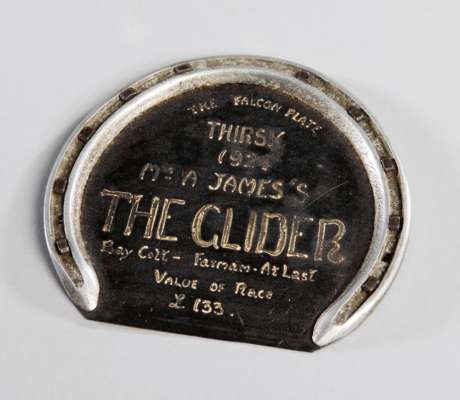 THE FALCON PLATE
THIRSK
Mr A JAMES'S
THE GLIDER
Bay Colt - Farman - At Last
VALUE OF RACE
£ 133.